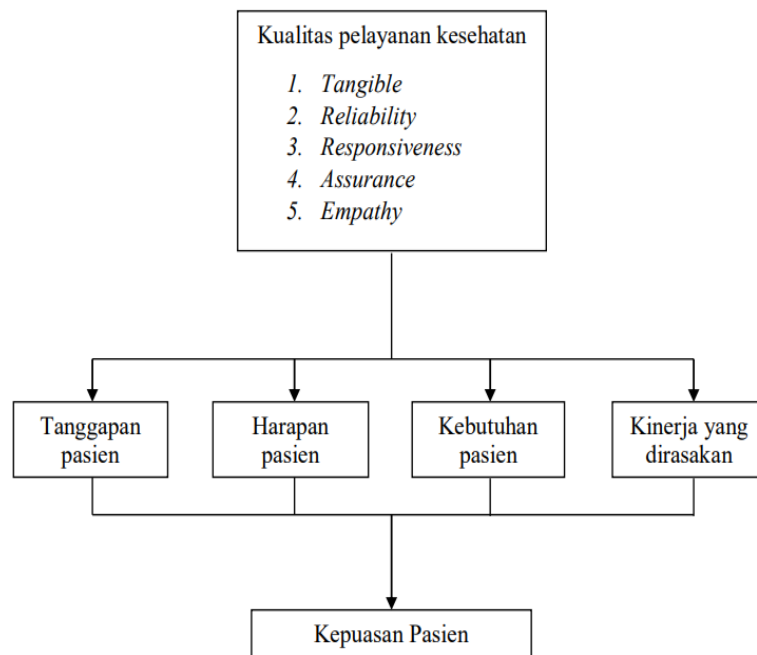 Kualitas pelayanan kesehatan
1. Tangible
2. Reliability
3. Responsiveness
4. Assurance
5. Empathy
Tanggapan
pasien
Harapan
pasien
Kebutuhan
pasien
Kinerja yang
dirasakan
Kepuasan Pasien